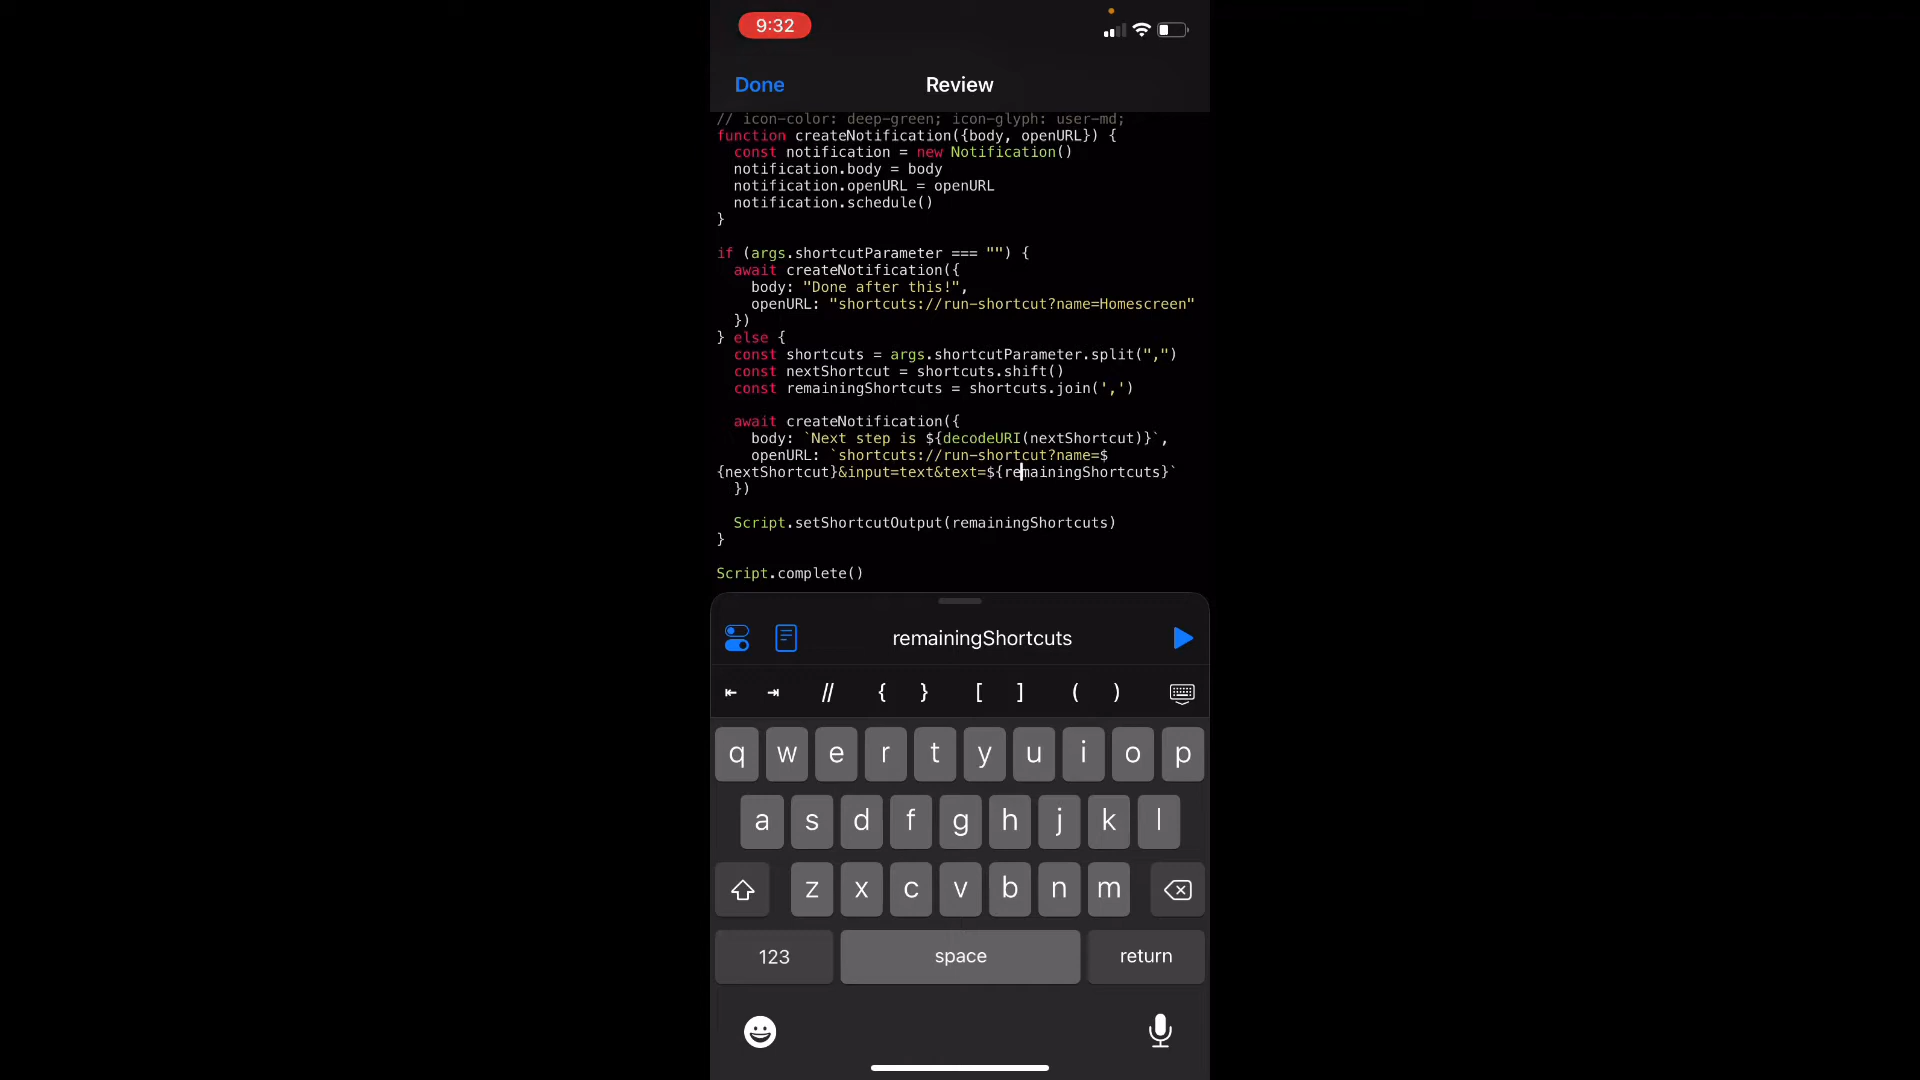 9:32
Done
Review
// icon-color: deep-green; icon-glyph: user-md;
function createNotification({body, openURL}) {
  const notification = new Notification()
  notification.body = body
  notification.openURL = openURL
  notification.schedule()
}
if (args.shortcutParameter === "") {
  await createNotification({
    body: "Done after this!",
    openURL: "shortcuts://run-shortcut?name=Homescreen"
  })
} else {
  const shortcuts = args.shortcutParameter.split(",")
  const nextShortcut = shortcuts.shift()
  const remainingShortcuts = shortcuts.join(',')
  await createNotification({
    body: `Next step is ${decodeURI(nextShortcut)}`,
    openURL: `shortcuts://run-shortcut?name=$
{nextShortcut}&input=text&text=${remainingShortcuts}`
  })
  Script.setShortcutOutput(remainingShortcuts)
}
Script.complete()
remainingShortcuts
// { } [ ] ( )
q w e r t y u i o p
a s d f g h j k l
z x c v b n m
123 space return